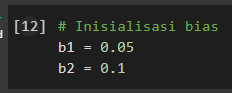 [12] # Inisialisasi bias
b1 = 0.05
b2 = 0.1